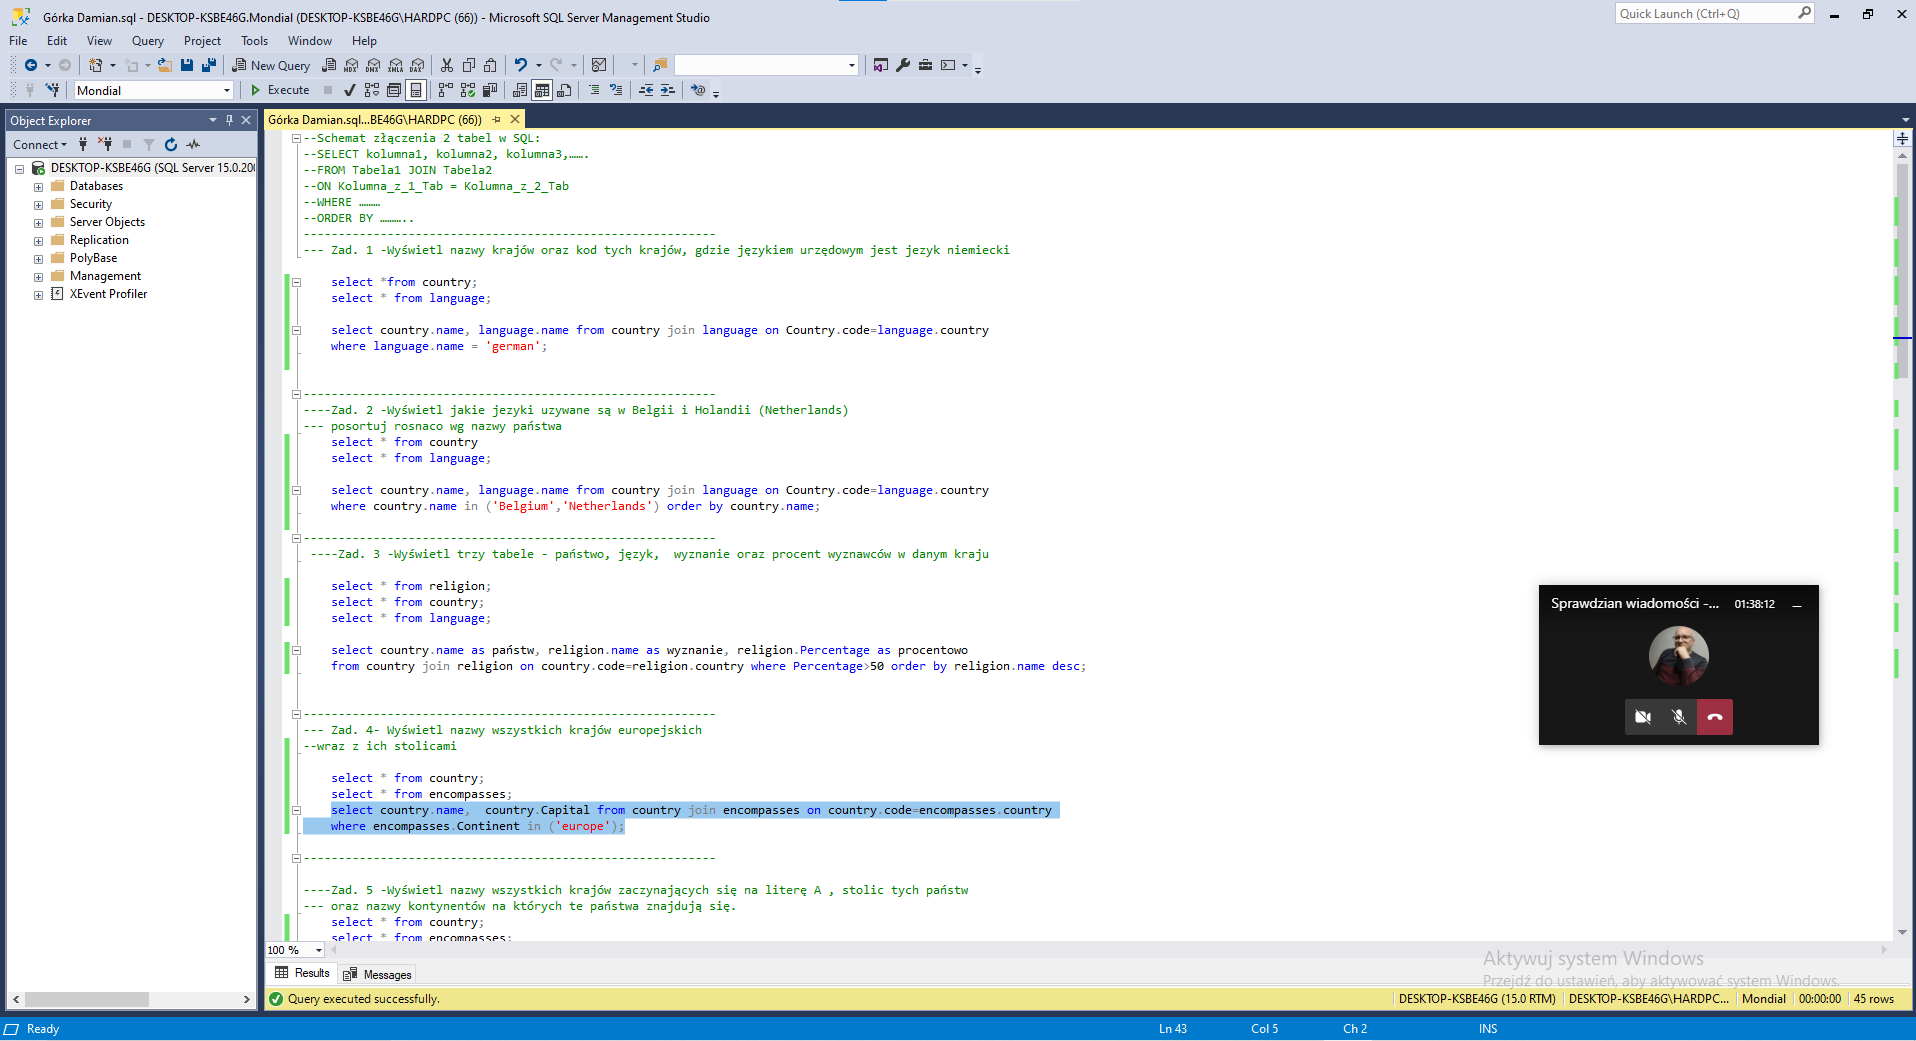 Górka Damian.sql - DESKTOP-KSBE46G.Mondial (DESKTOP-KSBE46G\HARDPC (66)) - Microsoft SQL Server Management Studio
Quick Launch (Ctrl+Q)
File Edit View Query Project Tools Window Help
New Query
MDX DMX XMLA DAX
Mondial
Execute
Object Explorer
Connect
DESKTOP-KSBE46G (SQL Server 15.0.200
Databases
Security
Server Objects
Replication
PolyBase
Management
XEvent Profiler
Górka Damian.sql...BE46G\HARDPC (66))
--Schemat złączenia 2 tabel w SQL:
--SELECT kolumna1, kolumna2, kolumna3,…….
--FROM Tabela1 JOIN Tabela2
--ON Kolumna_z_1_Tab = Kolumna_z_2_Tab
--WHERE ………
--ORDER BY ………..
-----------------------------------------------------------
--- Zad. 1 -Wyświetl nazwy krajów oraz kod tych krajów, gdzie językiem urzędowym jest jezyk niemiecki
select *from country;
select * from language;
select country.name, language.name from country join language on Country.code=language.country
where language.name = 'german';
-----------------------------------------------------------
----Zad. 2 -Wyświetl jakie jezyki uzywane są w Belgii i Holandii (Netherlands)
--- posortuj rosnaco wg nazwy państwa
select * from country
select * from language;
select country.name, language.name from country join language on Country.code=language.country
where country.name in ('Belgium','Netherlands') order by country.name;
-----------------------------------------------------------
----Zad. 3 -Wyświetl trzy tabele - państwo, język,  wyznanie oraz procent wyznawców w danym kraju
select * from religion;
select * from country;
select * from language;
select country.name as państw, religion.name as wyznanie, religion.Percentage as procentowo
from country join religion on country.code=religion.country where Percentage>50 order by religion.name desc;
-----------------------------------------------------------
--- Zad. 4- Wyświetl nazwy wszystkich krajów europejskich
--wraz z ich stolicami
select * from country;
select * from encompasses;
select country.name,  country.Capital from country join encompasses on country.code=encompasses.country
where encompasses.Continent in ('europe');
-----------------------------------------------------------
----Zad. 5 -Wyświetl nazwy wszystkich krajów zaczynających się na literę A , stolic tych państw
--- oraz nazwy kontynentów na których te państwa znajdują się.
select * from country;
select * from encompasses;
Sprawdzian wiadomości -... 01:38:12
100 %
Results Messages
Aktywuj system Windows
Przejdź do ustawień, aby aktywować system Windows.
Query executed successfully.
DESKTOP-KSBE46G (15.0 RTM) DESKTOP-KSBE46G\HARDPC... Mondial 00:00:00 45 rows
Ready Ln 43 Col 5 Ch 2 INS